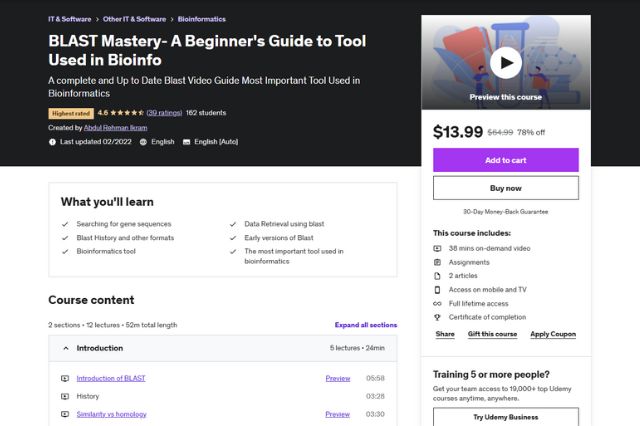 IT & Software > Other IT & Software > Bioinformatics
BLAST Mastery- A Beginner's Guide to Tool
Used in Bioinfo
A complete and Up to Date Blast Video Guide Most Important Tool Used in
Bioinformatics
Highest rated 4.6 (39 ratings) 162 students
Created by Abdul Rehman Ikram
Last updated 02/2022 English English [Auto]
Preview this course
$13.99 $64.99 78% off
Add to cart
Buy now
30-Day Money-Back Guarantee
This course includes:
38 mins on-demand video
Assignments
2 articles
Access on mobile and TV
Full lifetime access
Certificate of completion
Share Gift this course Apply Coupon
Training 5 or more people?
Get your team access to 19,000+ top Udemy
courses anytime, anywhere.
Try Udemy Business
What you'll learn
Searching for gene sequences
Blast History and other formats
Bioinformatics tool
Data Retrieval using blast
Early versions of Blast
The most important tool used in
bioinformatics
Course content
2 sections • 12 lectures • 52m total length Expand all sections
Introduction 5 lectures • 24min
Introduction of BLAST Preview 05:58
History 03:28
Similarity vs homology Preview 03:30